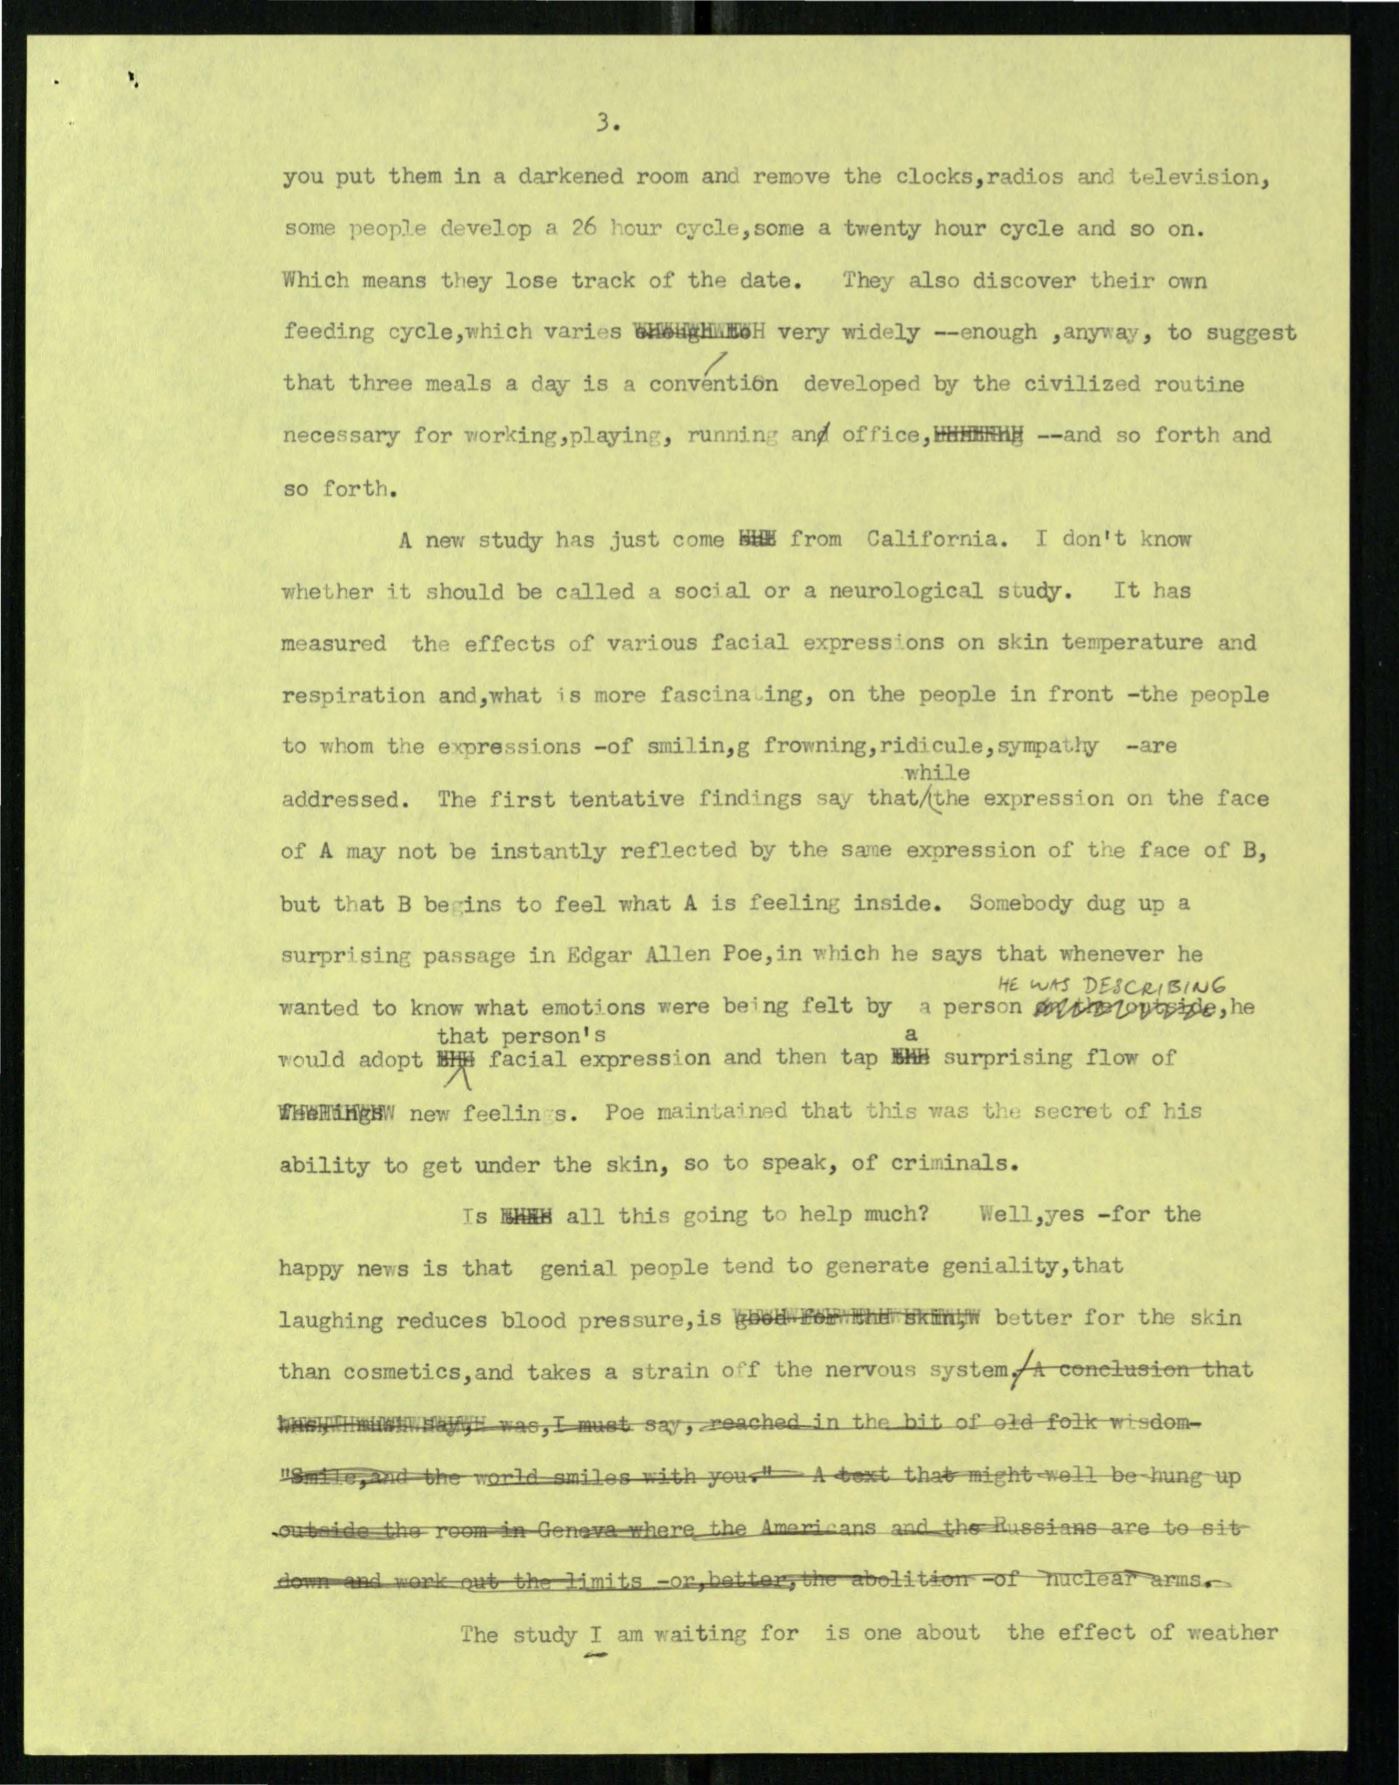 3.
you put them in a darkened room and remove the clocks,radios and television,
some people develop a 26 hour cycle,some a twenty hour cycle and so on.
Which means they lose track of the date. They also discover their own
feeding cycle,which varies enough to very widely --enough ,anyway, to suggest
that three meals a day is a convention developed by the civilized routine
necessary for working,playing, running and office, --and so forth and
so forth.
A new study has just come from California. I don't know
whether it should be called a social or a neurological study. It has
measured the effects of various facial expressions on skin temperature and
respiration and,what is more fascinating, on the people in front -the people
to whom the expressions -of smilin,g frowning,ridicule,sympathy -are
while
addressed. The first tentative findings say that/the expression on the face
of A may not be instantly reflected by the same expression of the face of B,
but that B begins to feel what A is feeling inside. Somebody dug up a
surprising passage in Edgar Allen Poe,in which he says that whenever he
HE WAS DESCRIBING
wanted to know what emotions were being felt by a person on the outside,he
that person's a
would adopt facial expression and then tap surprising flow of
feelings new feelings. Poe maintained that this was the secret of his
ability to get under the skin, so to speak, of criminals.
Is all this going to help much? Well,yes -for the
happy news is that genial people tend to generate geniality,that
laughing reduces blood pressure,is good for the skin, better for the skin
than cosmetics,and takes a strain off the nervous system./A conclusion that
was, I must say, was,I must say, reached in the bit of old folk wisdom-
"Smile,and the world smiles with you." A text that might well be hung up
outside the room in Geneva where the Americans and the Russians are to sit
down and work out the limits -or,better,the abolition -of nuclear arms.
The study I am waiting for is one about the effect of weather